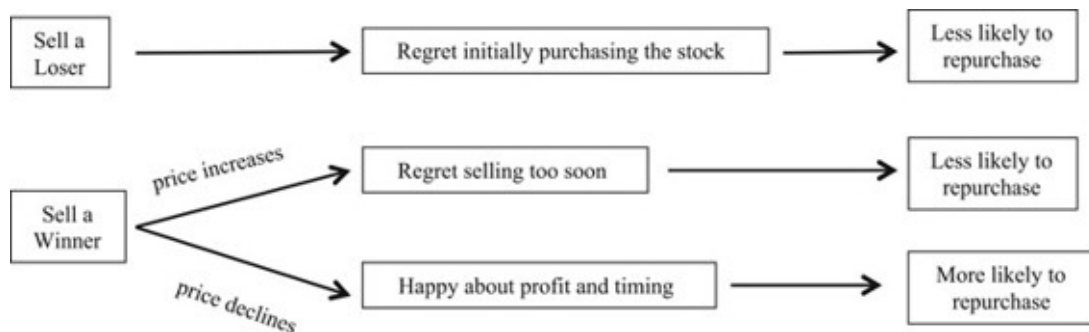 Sell a
Loser
Regret initially purchasing the stock
Less likely to
repurchase
price increases
Regret selling too soon
Less likely to
repurchase
Sell a
Winner
price declines
Happy about profit and timing
More likely to
repurchase